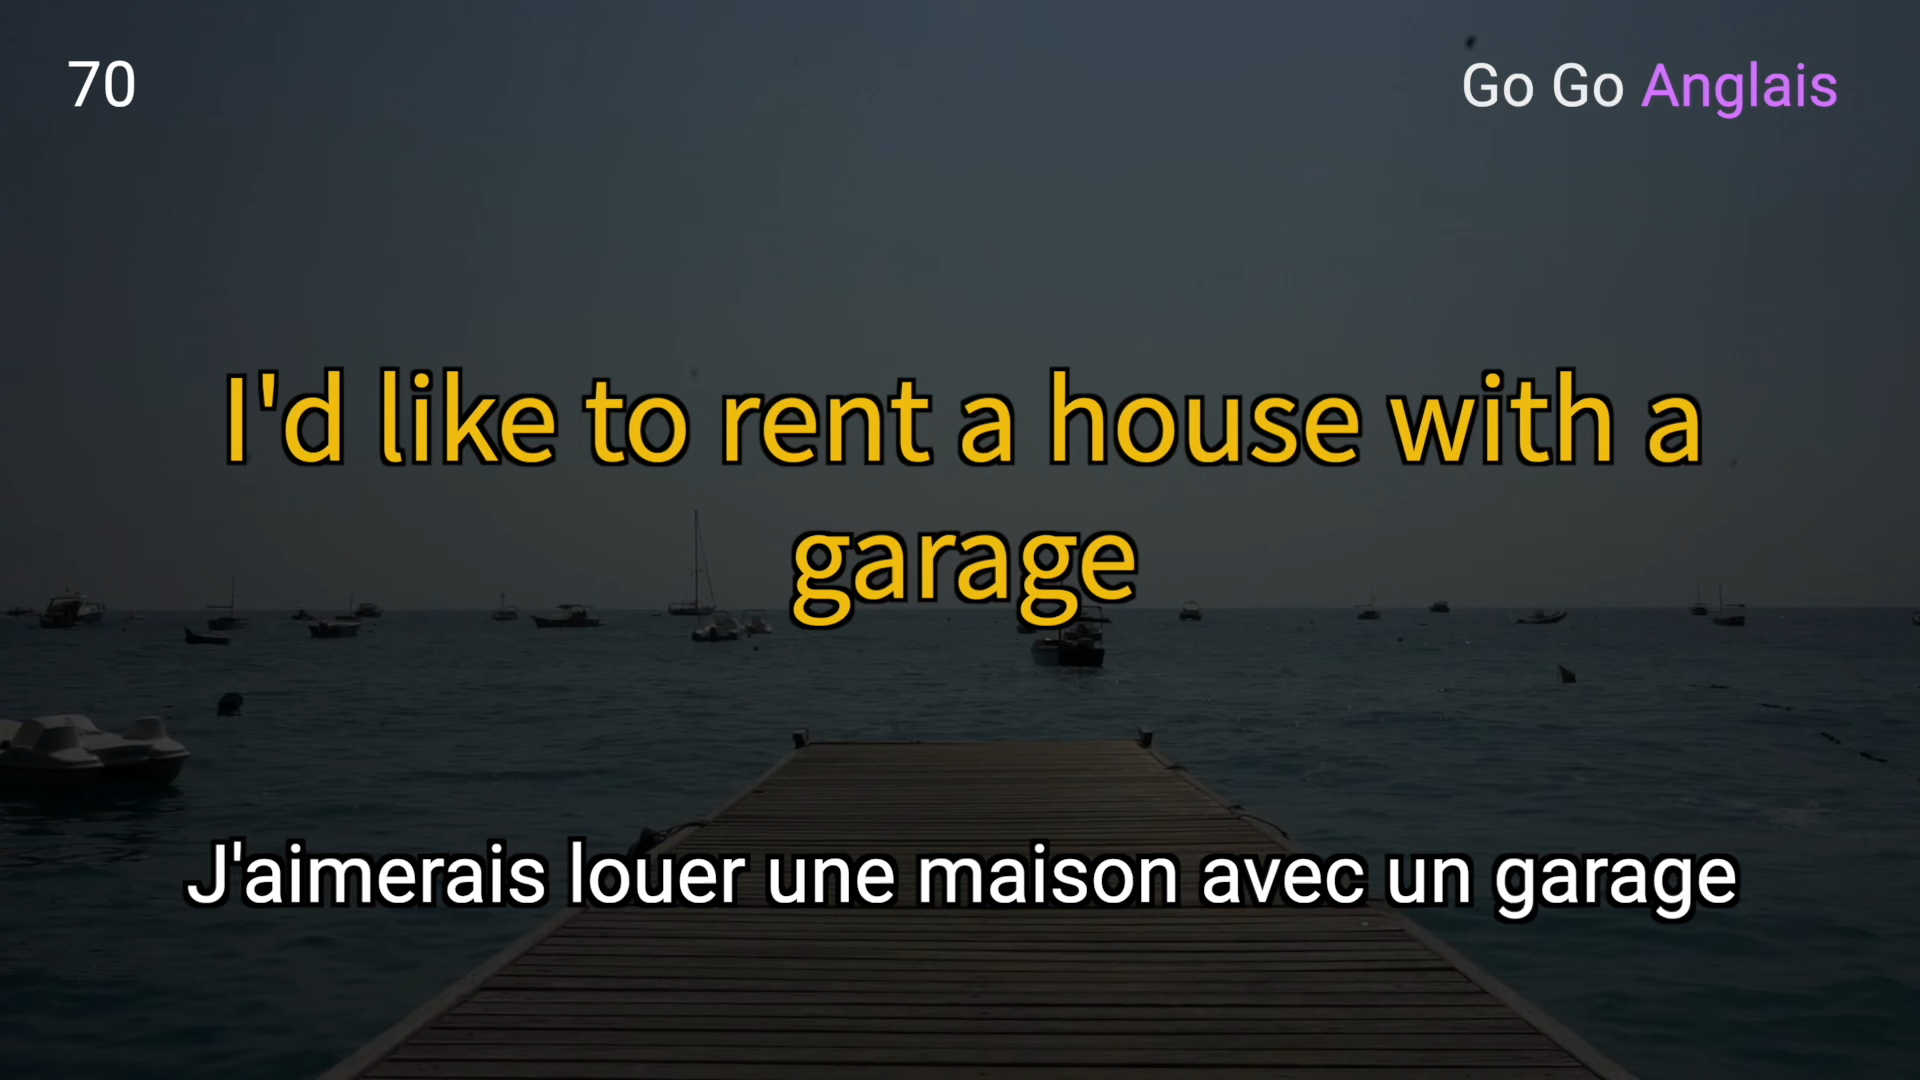 70
Go Go Anglais
I'd like to rent a house with a
garage
J'aimerais louer une maison avec un garage